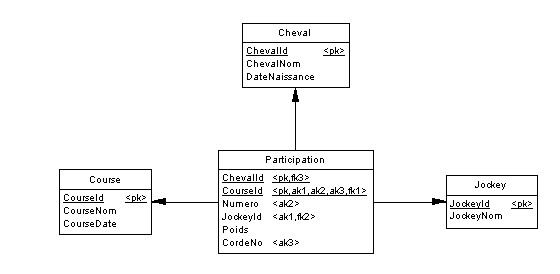 Cheval
ChevalId <pk>
ChevalNom
DateNaissance
Participation
ChevalId <pk,fk3>
CourseId <pk,ak1,ak2,ak3,fk1>
Numero <ak2>
JockeyId <ak1,fk2>
Poids
CordeNo <ak3>
Course
CourseId <pk>
CourseNom
CourseDate
Jockey
JockeyId <pk>
JockeyNom